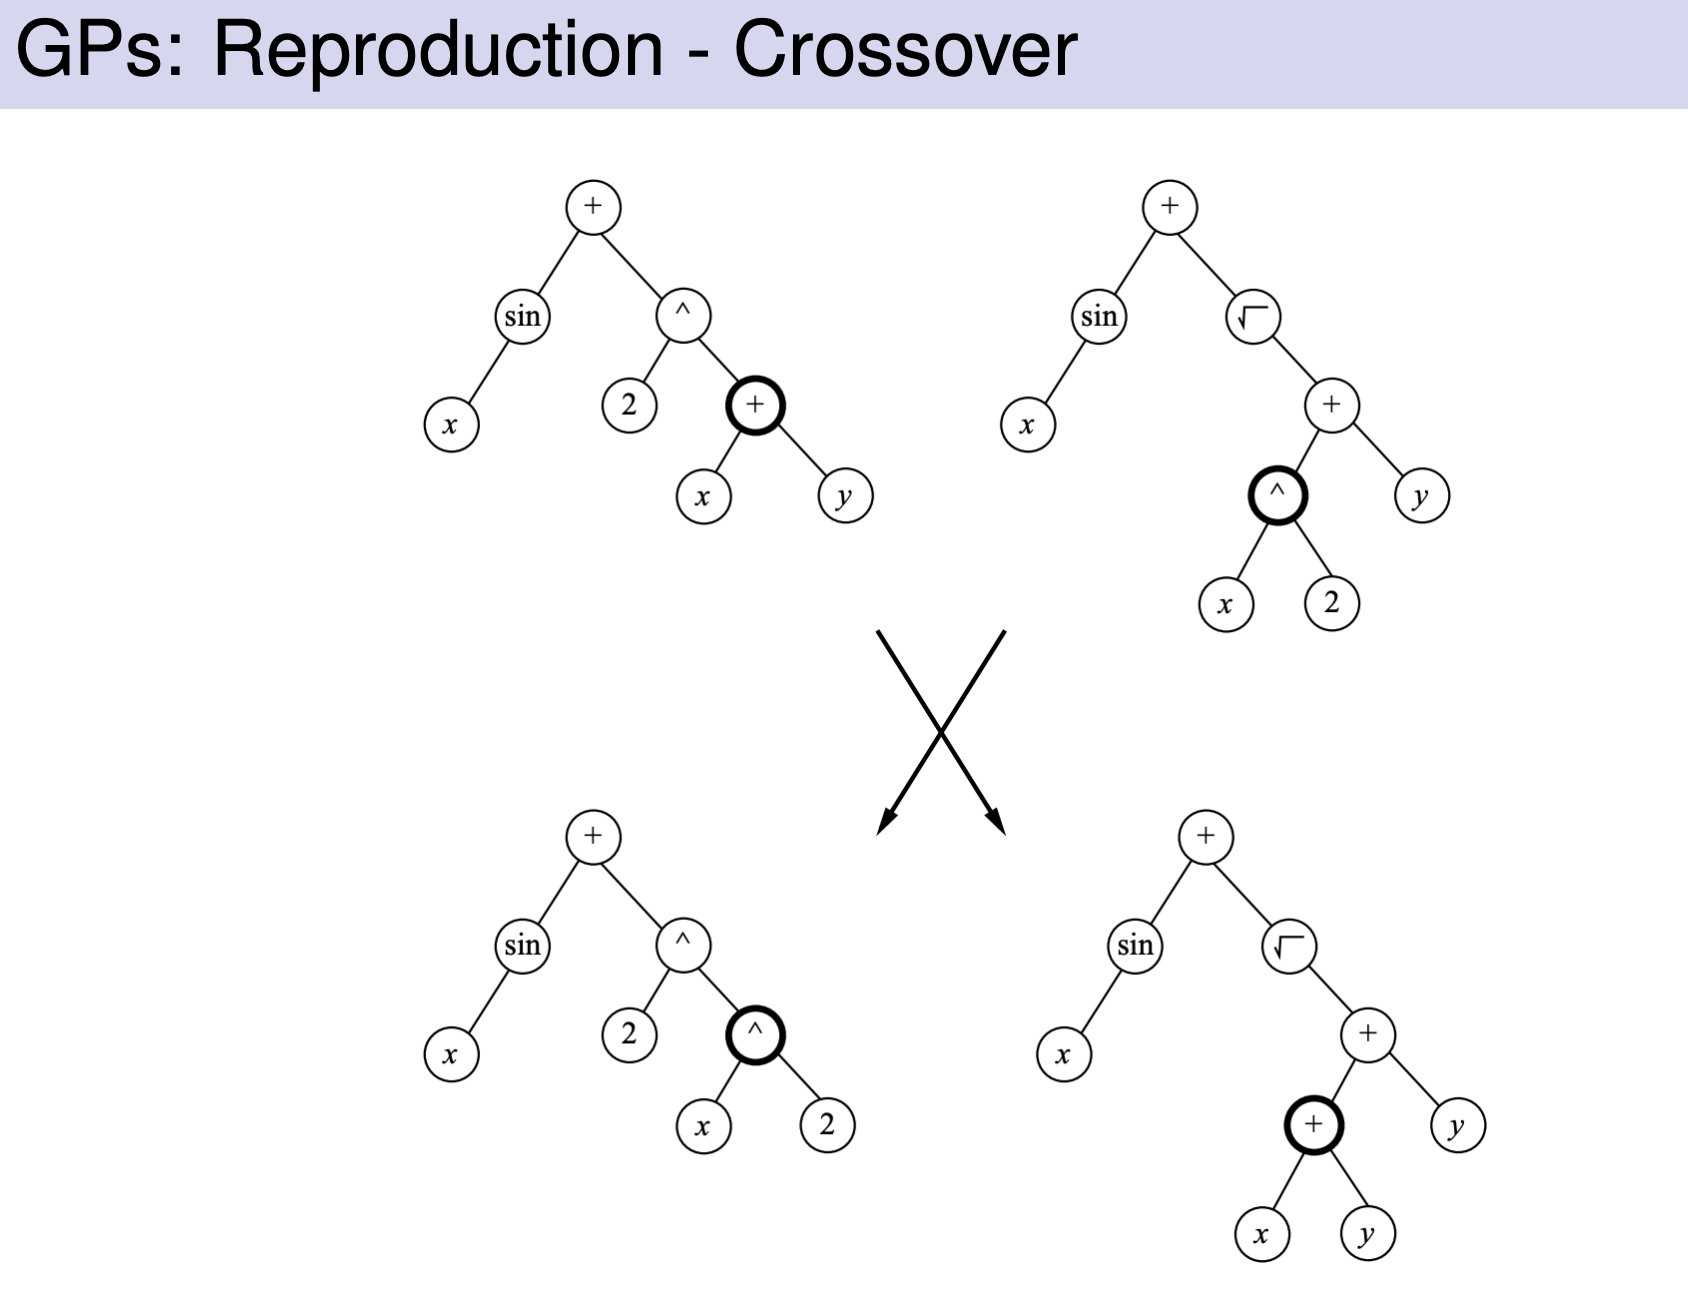 GPs: Reproduction - Crossover
+ +
sin ^ sin √
x 2 + x +
x y ^ y
x 2
+ +
sin ^ sin √
x 2 ^ x +
x 2 + y
x y